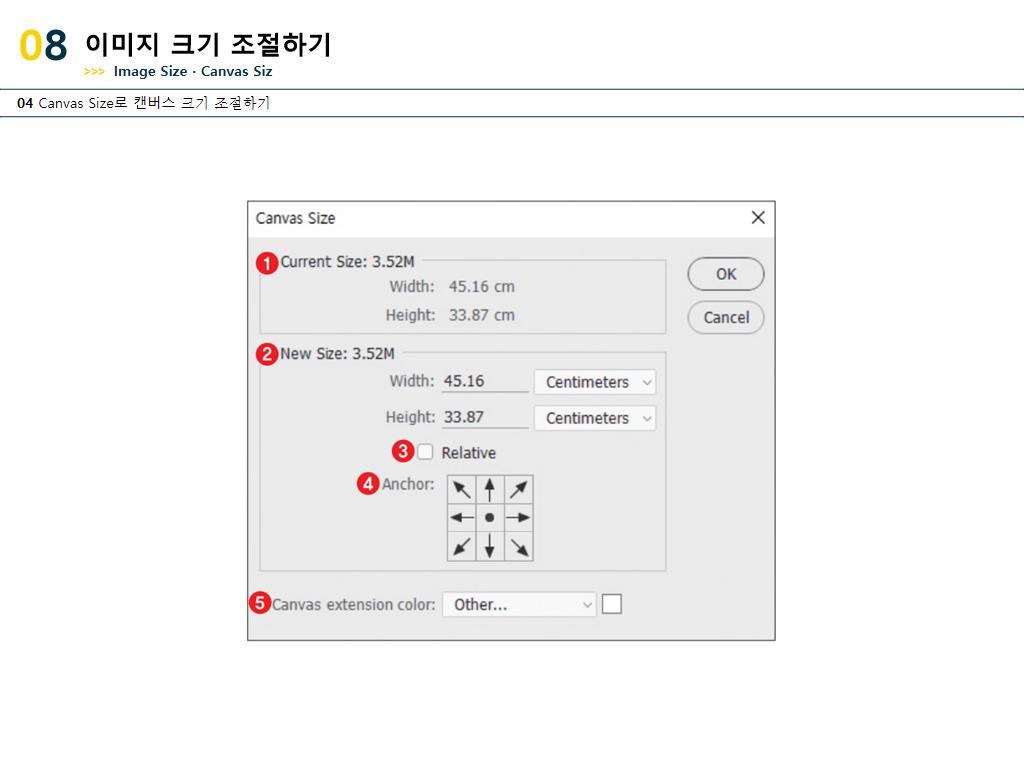 08 이미지 크기 조절하기
>>> Image Size · Canvas Siz
04 Canvas Size로 캔버스 크기 조절하기
Canvas Size
1 Current Size: 3.52M
Width: 45.16 cm
Height: 33.87 cm
OK
Cancel
2 New Size: 3.52M
Width: 45.16 Centimeters
Height: 33.87 Centimeters
3 Relative
4 Anchor:
5 Canvas extension color: Other...